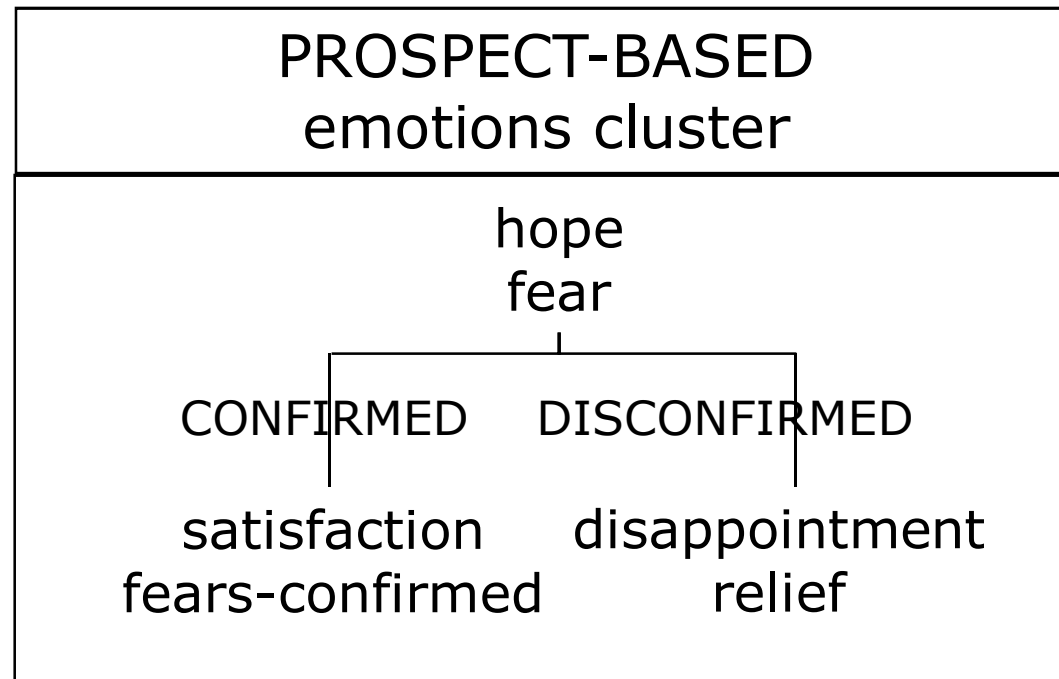 PROSPECT-BASED
emotions cluster
hope
fear
CONFIRMED DISCONFIRMED
satisfaction disappointment
fears-confirmed relief